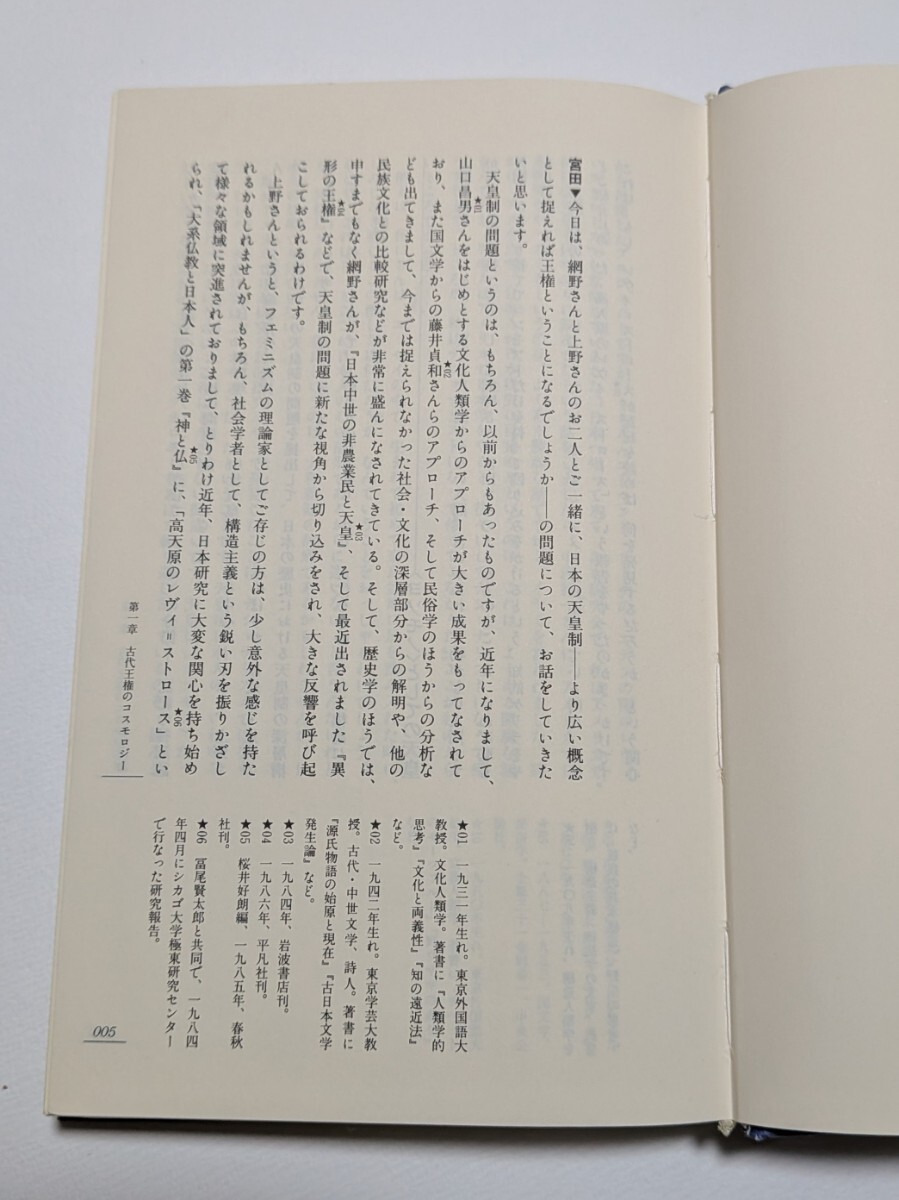 宮田▼今日は、網野さんと上野さんのお二人とご一緒に、日本の天皇制――より広い概念
として捉えれば王権ということになるでしょうか――の問題について、お話をしていきた
いと思います。
天皇制の問題というのは、もちろん、以前からもあったものですが、近年になりまして、
山口昌男★01さんをはじめとする文化人類学からのアプローチが大きい成果をもってなされて
おり、また国文学からの藤井貞和★02さんらのアプローチ、そして民俗学のほうからの分析な
ども出てきまして、今までは捉えられなかった社会・文化の深層部分からの解明や、他の
民族文化との比較研究などが非常に盛んになされてきている。そして、歴史学のほうでは、
申すまでもなく網野さんが、『日本中世の非農業民と天皇★03』、そして最近出されました『異
形の王権★04』などで、天皇制の問題に新たな視角から切り込みをされ、大きな反響を呼び起
こしておられるわけです。
上野さんというと、フェミニズムの理論家としてご存じの方は、少し意外な感じを持た
れるかもしれませんが、もちろん、社会学者として、構造主義という鋭い刃を振りかざし
て様々な領域に突進されておりまして、とりわけ近年、日本研究に大変な関心を持ち始め
られ、「大系仏教と日本人」の第一巻『神と仏★05』に、「高天原のレヴィ＝ストロース★06」とい
★01 一九三一年生れ。東京外国語大
教授。文化人類学。著書に『人類学的
思考』『文化と両義性』『知の遠近法』
など。
★02 一九四二年生れ。東京学芸大教
授。古代・中世文学、詩人。著書に
『源氏物語の始原と現在』『古日本文学
発生論』など。
★03 一九八四年、岩波書店刊。
★04 一九八六年、平凡社刊。
★05 桜井好朗編、一九八五年、春秋
社刊。
★06 冨尾賢太郎と共同で、一九八四
年四月にシカゴ大学極東研究センター
で行なった研究報告。
第一章 古代王権のコスモロジー
005